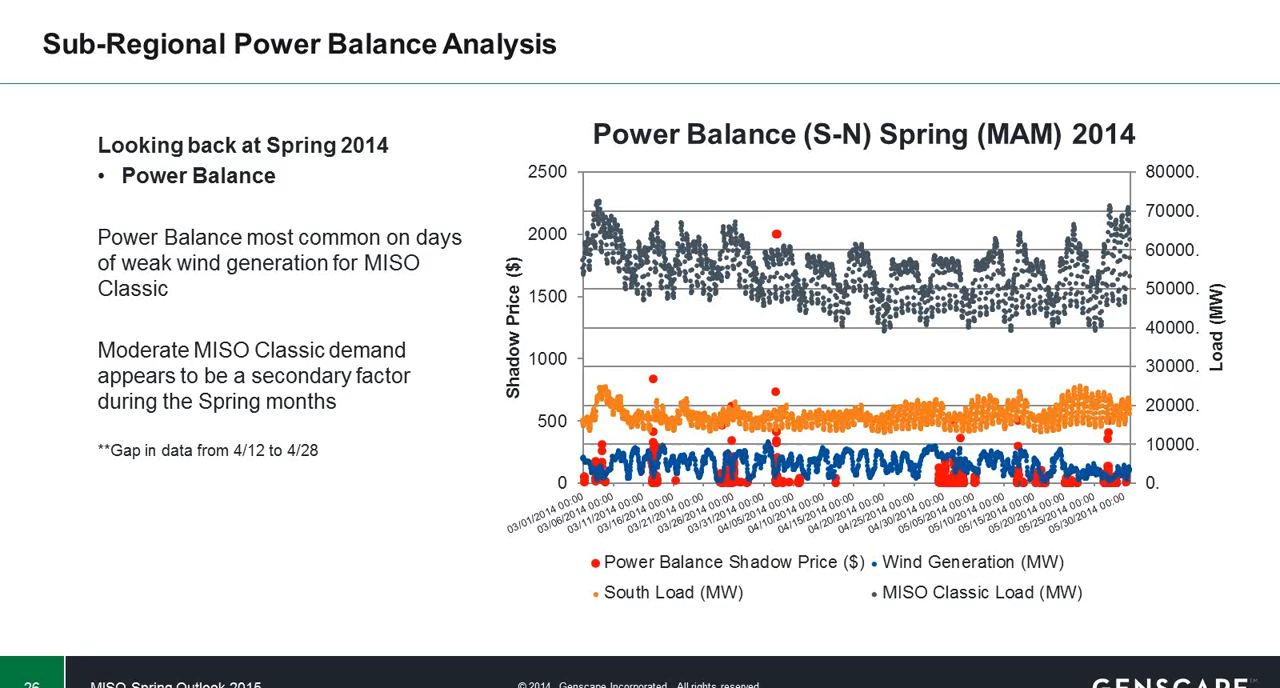 Sub-Regional Power Balance Analysis
Looking back at Spring 2014
• Power Balance
Power Balance most common on days
of weak wind generation for MISO
Classic
Moderate MISO Classic demand
appears to be a secondary factor
during the Spring months
**Gap in data from 4/12 to 4/28
Power Balance (S-N) Spring (MAM) 2014
2500
2000
1500
1000
500
0
Shadow Price ($)
80000.
70000.
60000.
50000.
40000.
30000.
20000.
10000.
0.
Load (MW)
03/01/2014 00:00
03/06/2014 00:00
03/11/2014 00:00
03/16/2014 00:00
03/21/2014 00:00
03/26/2014 00:00
03/31/2014 00:00
04/05/2014 00:00
04/10/2014 00:00
04/15/2014 00:00
04/20/2014 00:00
04/25/2014 00:00
04/30/2014 00:00
05/05/2014 00:00
05/10/2014 00:00
05/15/2014 00:00
05/20/2014 00:00
05/25/2014 00:00
05/30/2014 00:00
Power Balance Shadow Price ($)
Wind Generation (MW)
South Load (MW)
MISO Classic Load (MW)
26
MISO Spring Outlook 2015
© 2014 Genscape Incorporated. All rights reserved.
GENSCAPE™